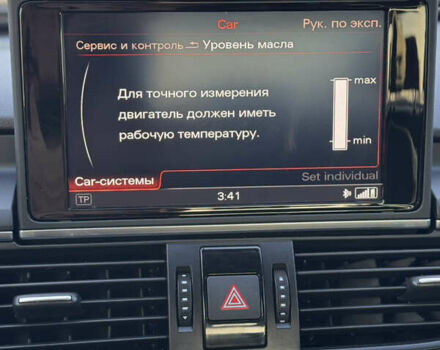 Car
Рук. по эксп.
Сервис и контроль Уровень масла
Для точного измерения
двигатель должен иметь
рабочую температуру.
max
min
Car-системы
Set individual
TP
3:41